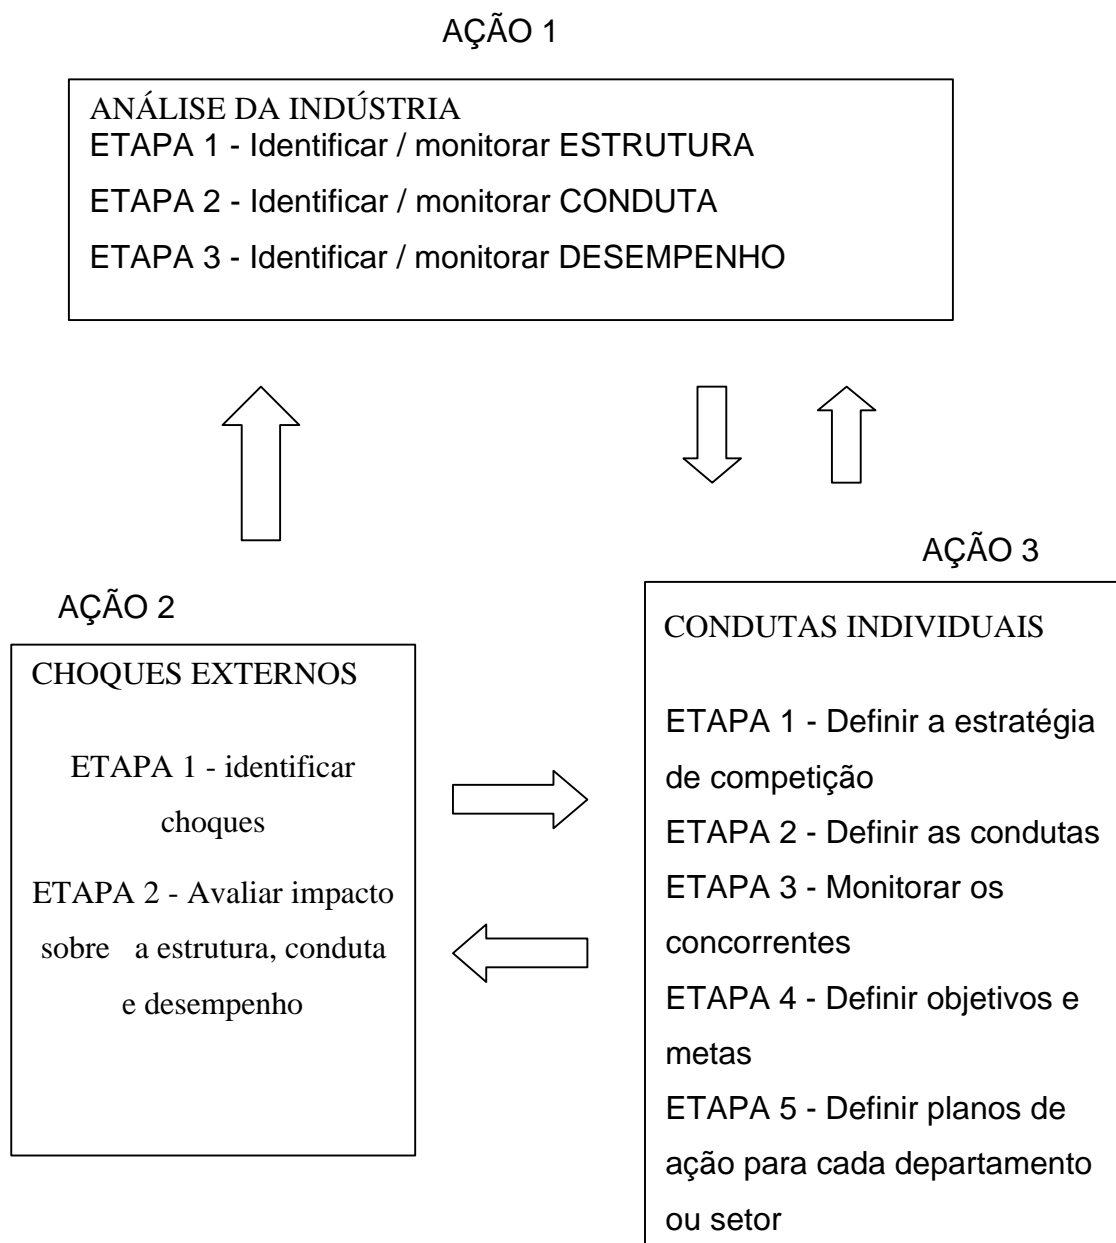 AÇÃO 1
ANÁLISE DA INDÚSTRIA
ETAPA 1 - Identificar / monitorar ESTRUTURA
ETAPA 2 - Identificar / monitorar CONDUTA
ETAPA 3 - Identificar / monitorar DESEMPENHO
AÇÃO 2
CHOQUES EXTERNOS
ETAPA 1 - identificar
choques
ETAPA 2 - Avaliar impacto
sobre a estrutura, conduta
e desempenho
AÇÃO 3
CONDUTAS INDIVIDUAIS
ETAPA 1 - Definir a estratégia
de competição
ETAPA 2 - Definir as condutas
ETAPA 3 - Monitorar os
concorrentes
ETAPA 4 - Definir objetivos e
metas
ETAPA 5 - Definir planos de
ação para cada departamento
ou setor